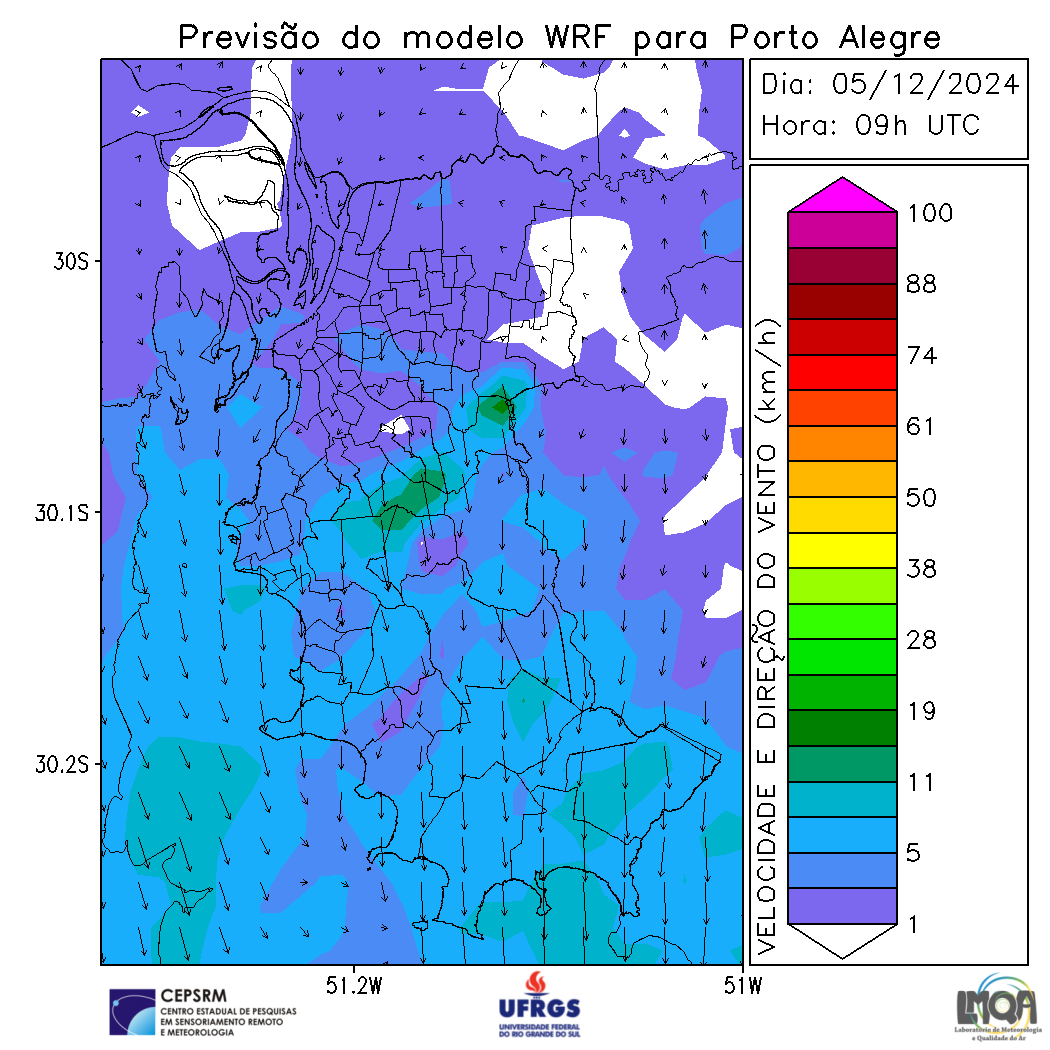 Previsão do modelo WRF para Porto Alegre
Dia: 05/12/2024
Hora: 09h UTC
30S
30.1S
30.2S
51.2W
51W
VELOCIDADE E DIREÇÃO DO VENTO (km/h)
100
88
74
61
50
38
28
19
11
5
1
CEPSRM
CENTRO ESTADUAL DE PESQUISAS
EM SENSORIAMENTO REMOTO
E METEOROLOGIA
UFRGS
UNIVERSIDADE FEDERAL
DO RIO GRANDE DO SUL
LMQA
Laboratório de Meteorologia
e Qualidade do Ar